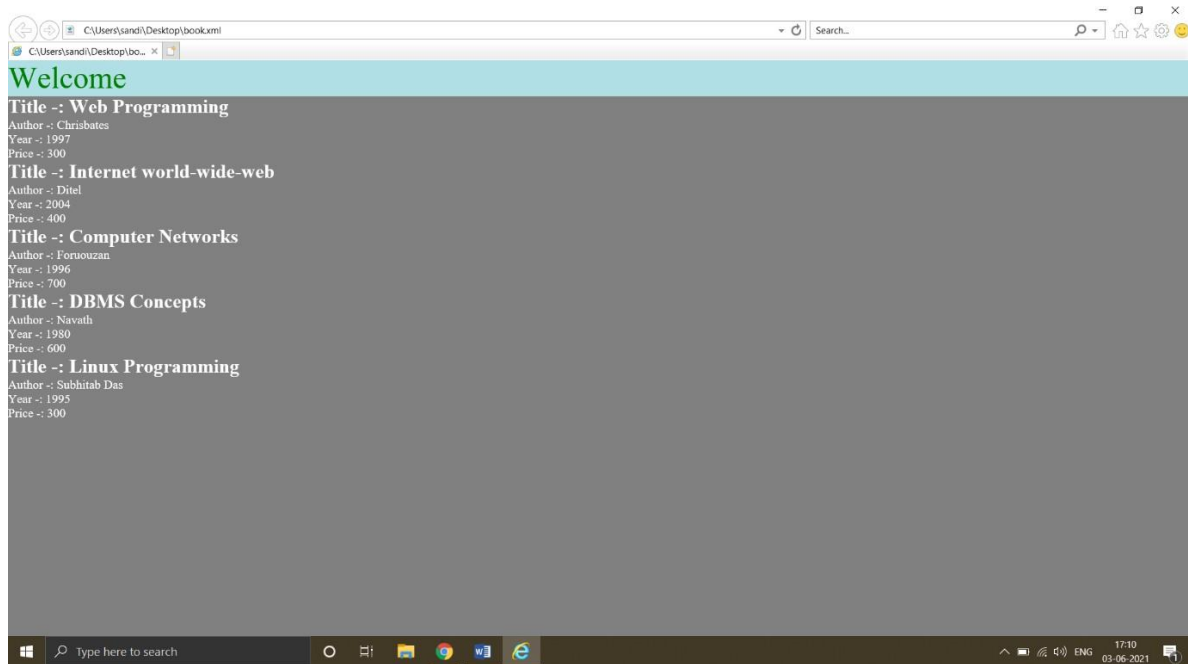 C:\Users\sandi\Desktop\book.xml
Search...
C:\Users\sandi\Desktop\bo...
Welcome
Title -: Web Programming
Author -: Chrisbates
Year -: 1997
Price -: 300
Title -: Internet world-wide-web
Author -: Ditel
Year -: 2004
Price -: 400
Title -: Computer Networks
Author -: Foruouzan
Year -: 1996
Price -: 700
Title -: DBMS Concepts
Author -: Navath
Year -: 1980
Price -: 600
Title -: Linux Programming
Author -: Subhitab Das
Year -: 1995
Price -: 300
Type here to search
ENG
17:10
03-06-2021